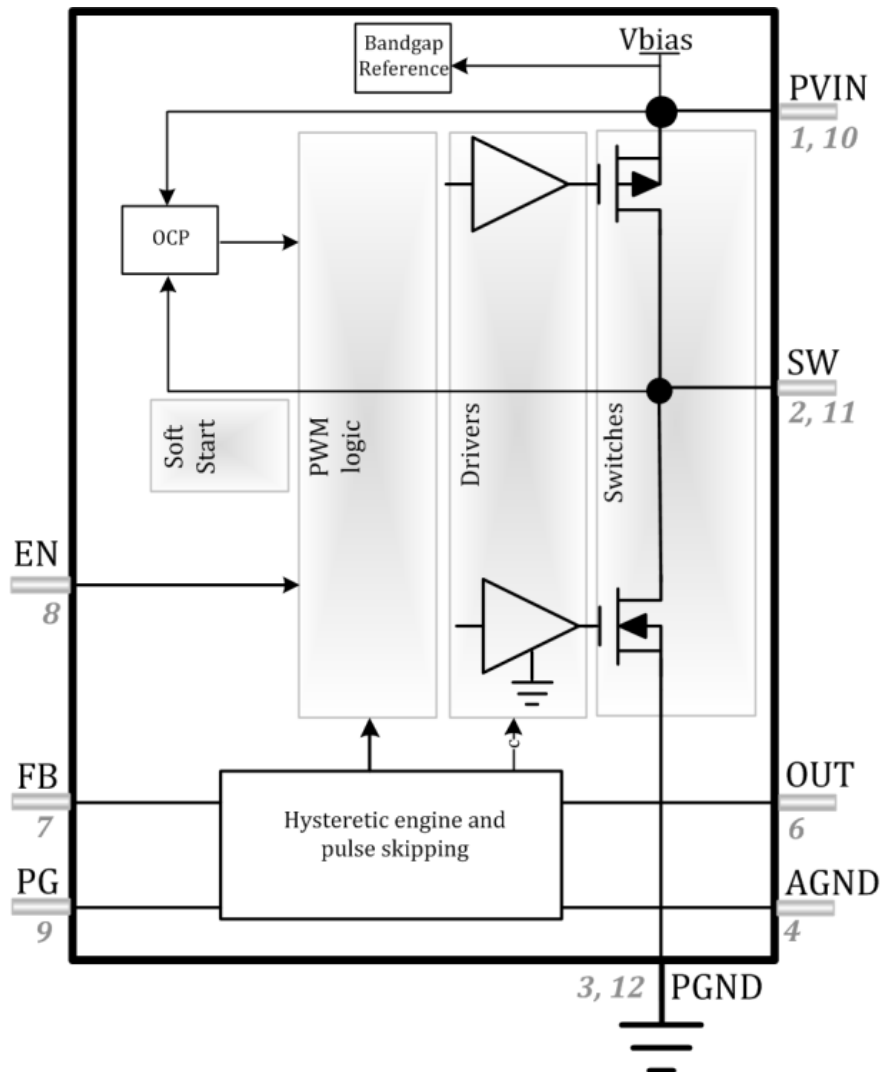 Bandgap
Reference
Vbias
PVIN
1, 10
OCP
SW
2, 11
Soft
Start
PWM
logic
Drivers
Switches
EN
8
FB
7
Hysteretic engine and
pulse skipping
OUT
6
PG
9
AGND
4
3, 12 PGND
c